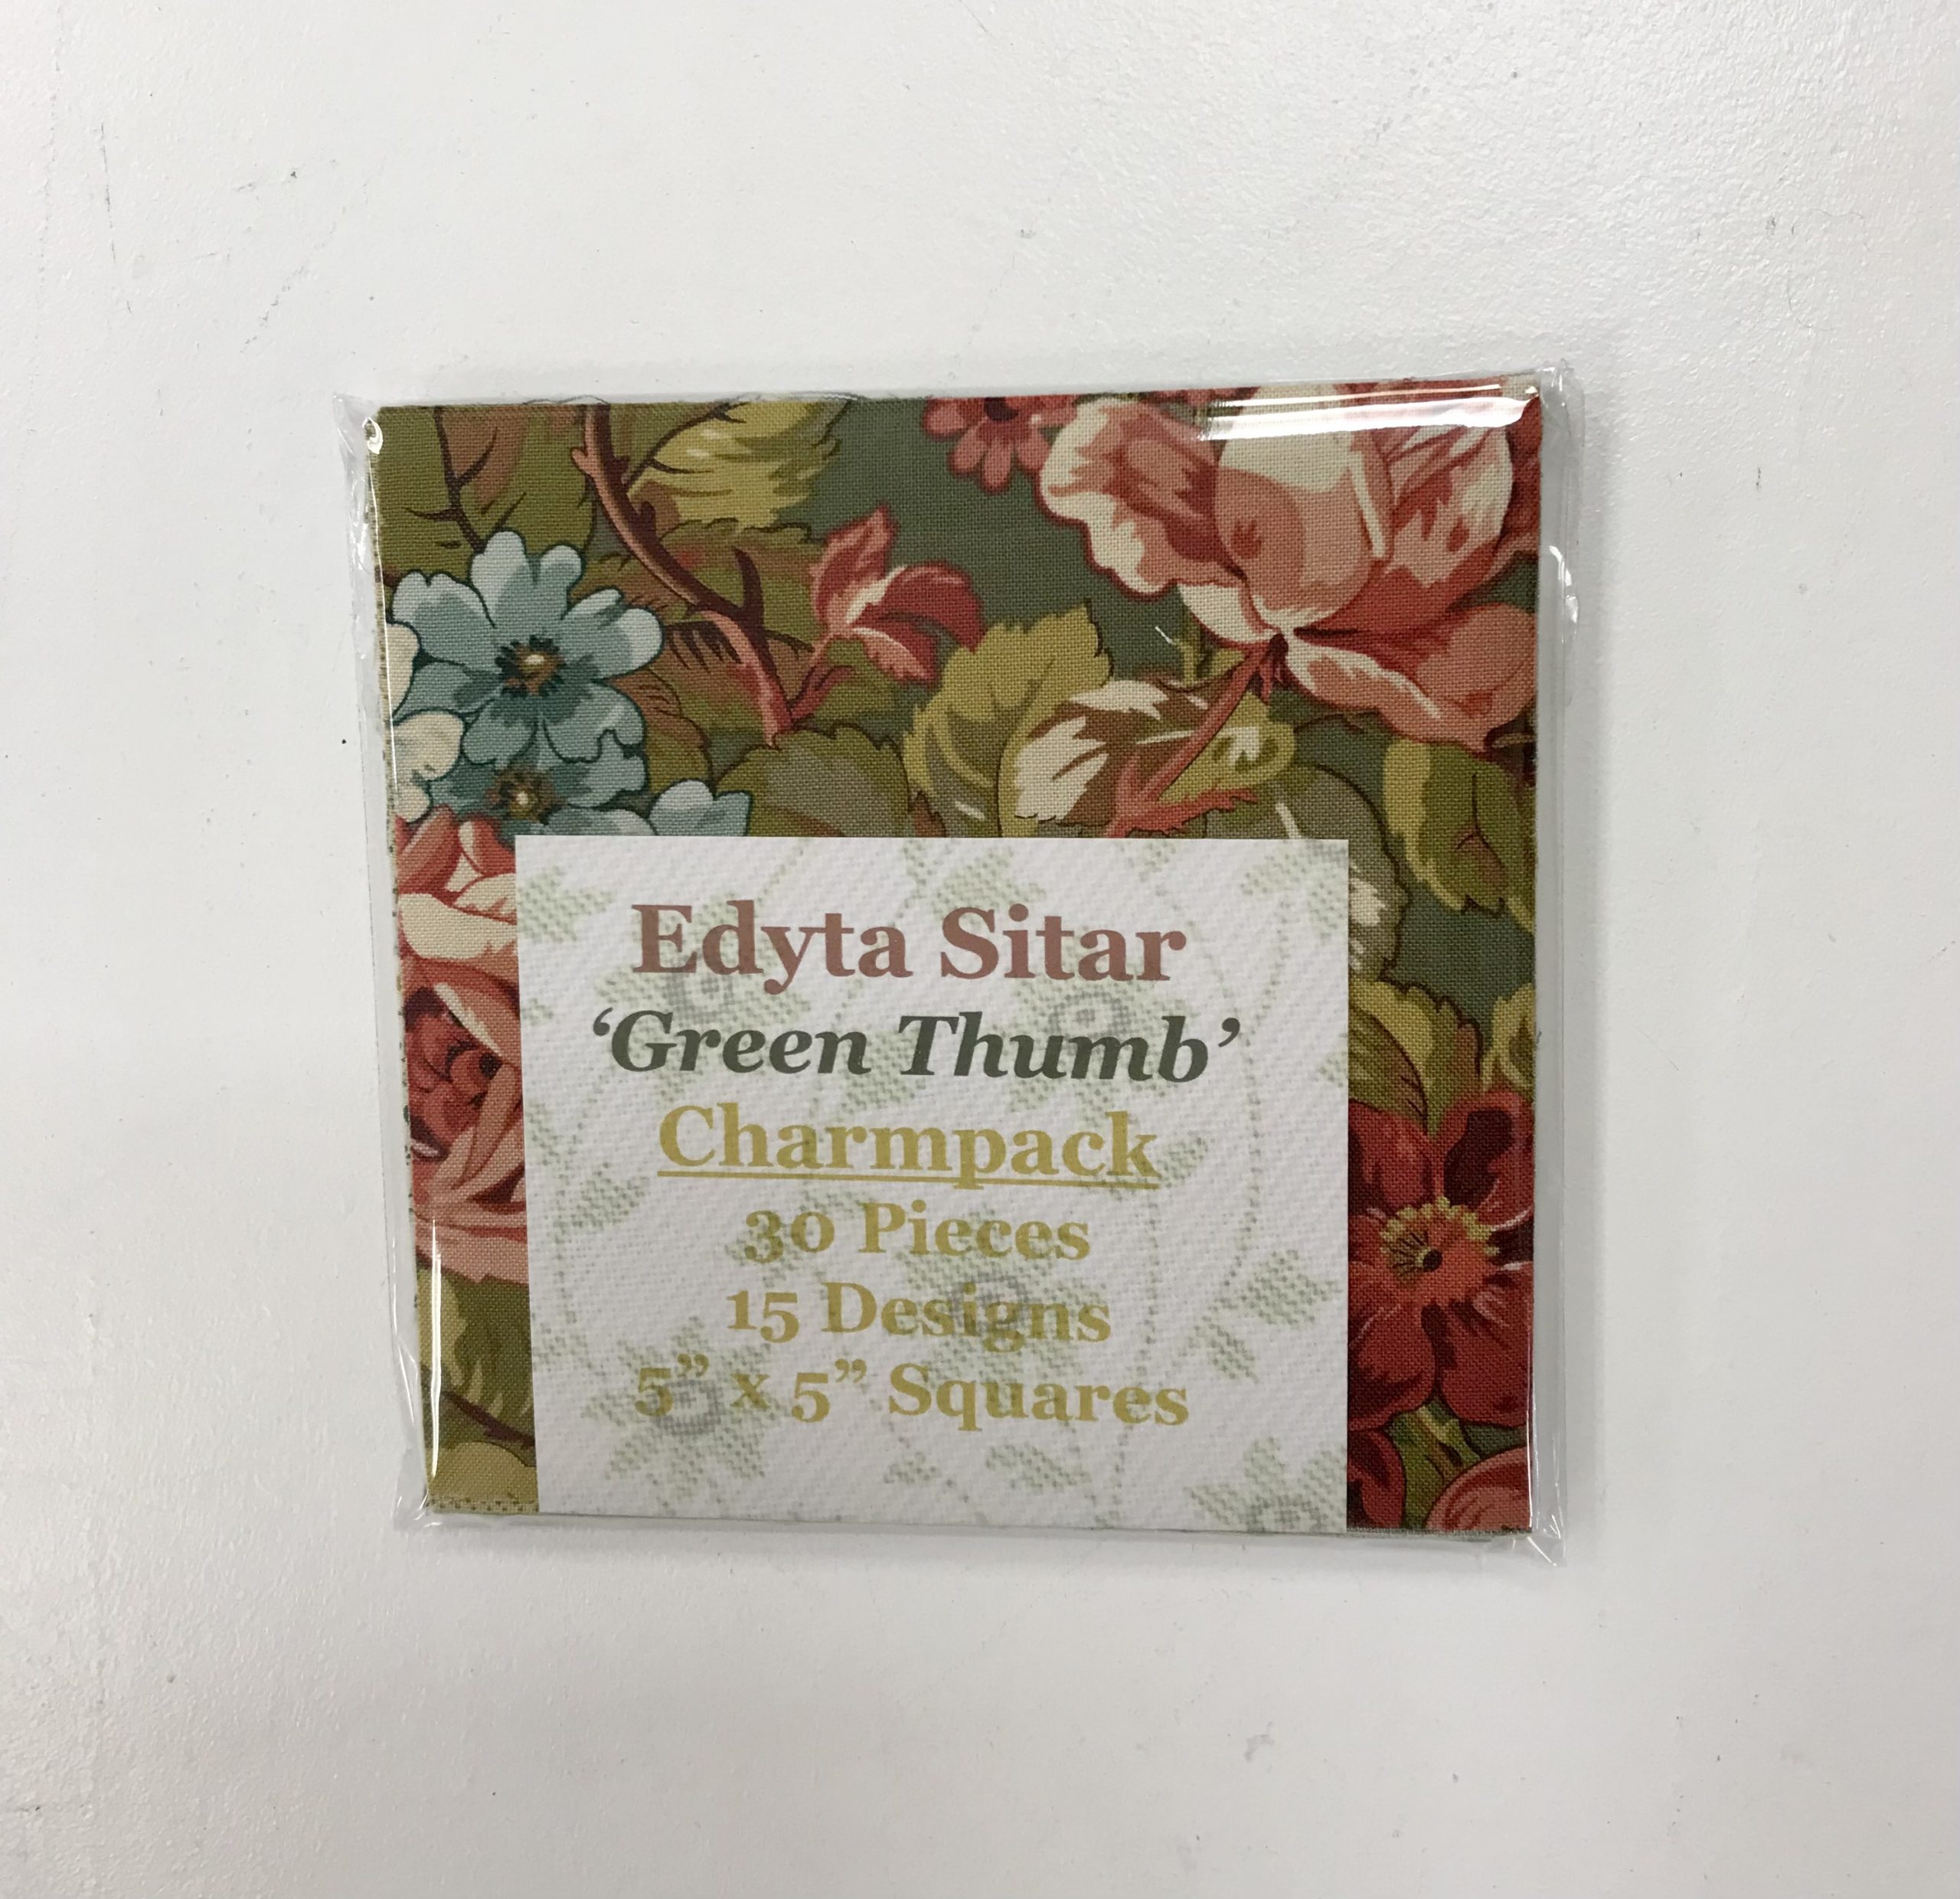 Edyta Sitar
‘Green Thumb’
Charmpack
30 Pieces
15 Designs
5” x 5” Squares